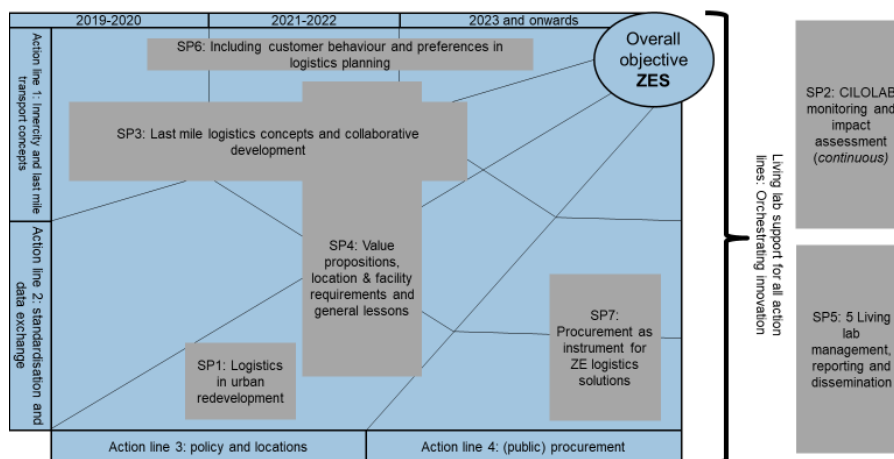 2019-2020
2021-2022
2023 and onwards
Action line 1: Innercity and last mile
transport concepts
SP6: Including customer behaviour and preferences in
logistics planning
Overall
objective
ZES
SP3: Last mile logistics concepts and collaborative
development
SP4: Value
propositions,
location & facility
requirements and
general lessons
Action line 2: standardisation and
data exchange
SP1: Logistics
in urban
redevelopment
SP7:
Procurement as
instrument for
ZE logistics
solutions
Action line 3: policy and locations
Action line 4: (public) procurement
Living lab support for all action
lines: Orchestrating innovation
SP2: CILOLAB
monitoring and
impact
assessment
(continuous)
SP5: 5 Living
lab
management,
reporting and
dissemination